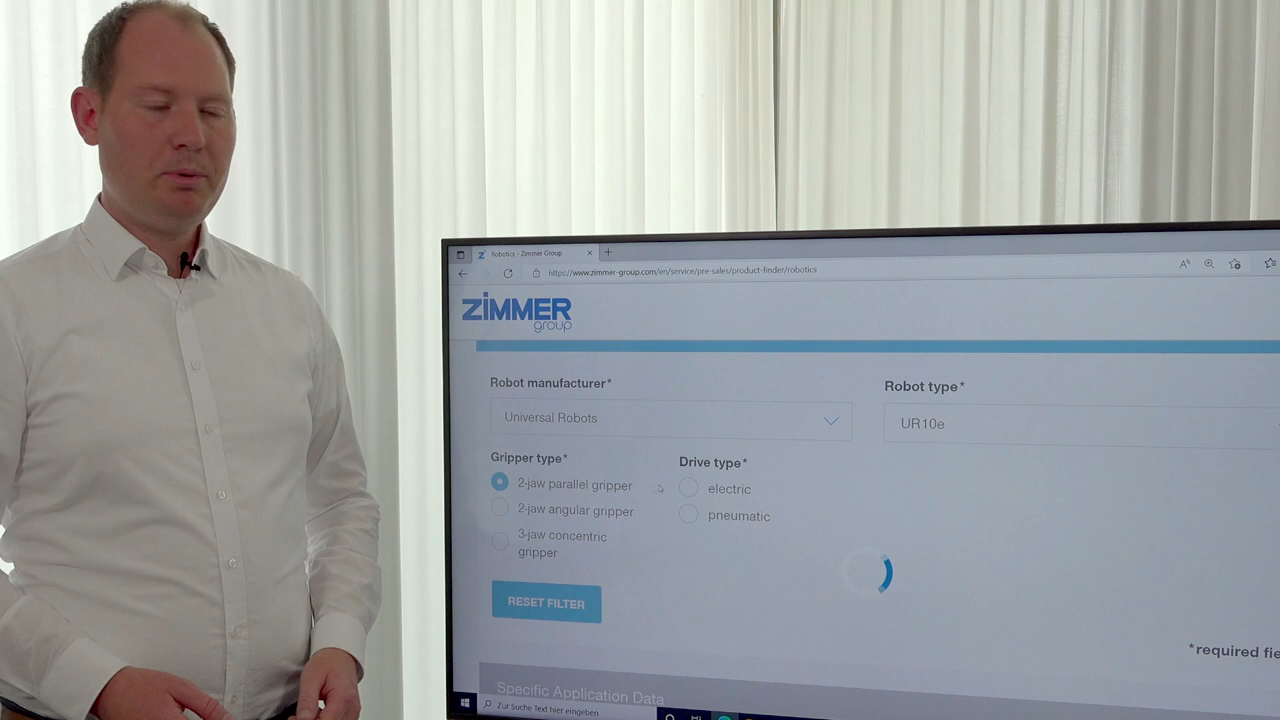 Robotics - Zimmer Group
https://www.zimmer-group.com/en/service/pre-sales/product-finder/robotics
ZIMMER
group
Robot manufacturer*
Robot type*
Universal Robots
UR10e
Gripper type*
Drive type*
2-jaw parallel gripper
electric
2-jaw angular gripper
pneumatic
3-jaw concentric
gripper
RESET FILTER
*required fie
Specific Application Data
Zur Suche Text hier eingeben